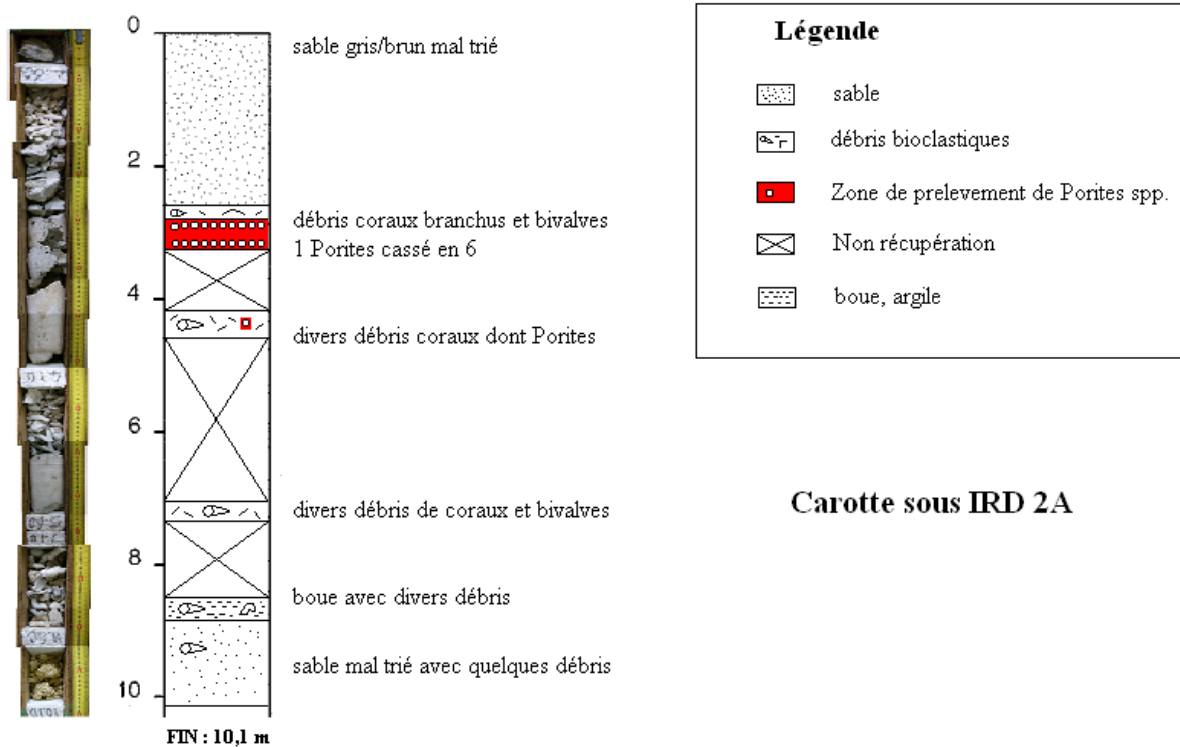 0
sable gris/brun mal trié
2
débris coraux branchus et bivalves
1 Porites cassé en 6
4
divers débris coraux dont Porites
6
divers débris de coraux et bivalves
8
boue avec divers débris
sable mal trié avec quelques débris
10
FIN : 10,1 m
Légende
sable
débris bioclastiques
Zone de prelevement de Porites spp.
Non récupération
boue, argile
Carotte sous IRD 2A